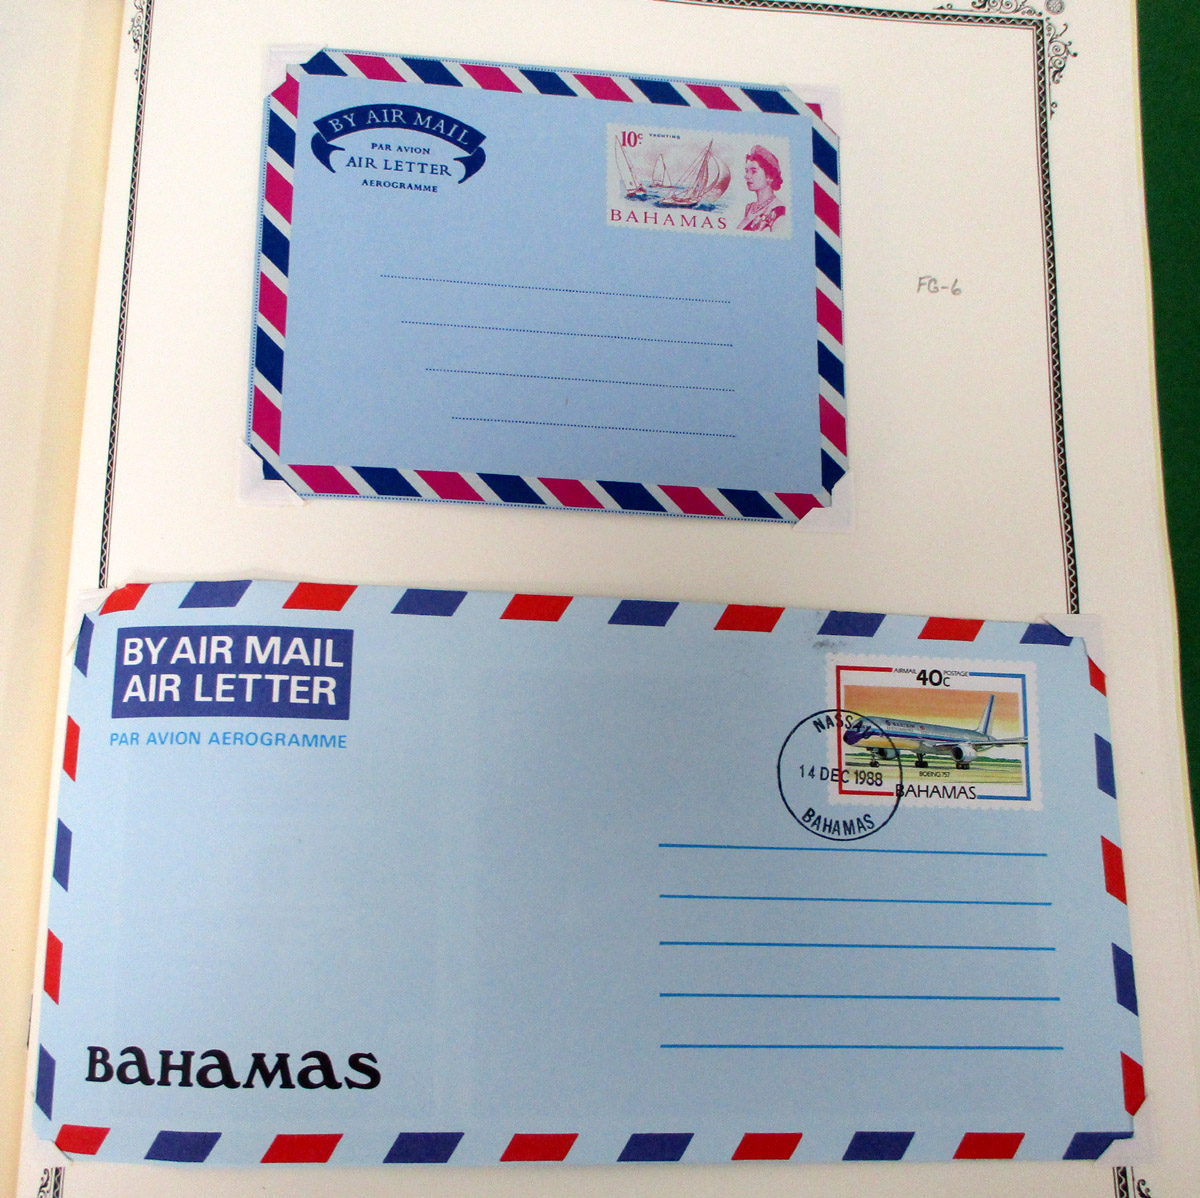 BY AIR MAIL
PAR AVION
AIR LETTER
AEROGRAMME
10c YACHTING
BAHAMAS
FG-6
BY AIR MAIL
AIR LETTER
PAR AVION AEROGRAMME
AIRMAIL 40c POSTAGE
BOEING 757
BAHAMAS
NASSAU
14 DEC 1988
BAHAMAS
BAHAMAS